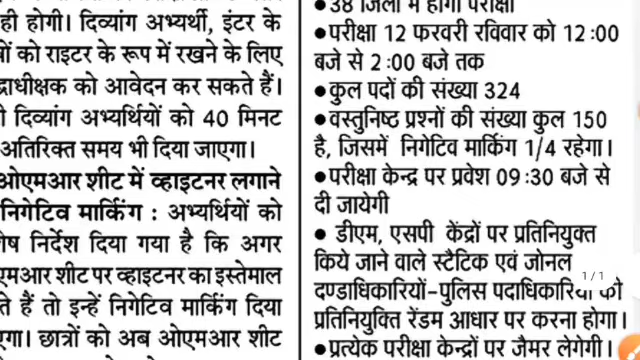 ही होगी। दिव्यांग अभ्यर्थी, इंटर के
को राइटर के रूप में रखने के लिए
को आवेदन कर सकते हैं।
दिव्यांग अभ्यर्थियों को 40 मिनट
अतिरिक्त समय भी दिया जाएगा।
ओएमआर शीट में व्हाइटनर लगाने
निगेटिव मार्किंग : अभ्यर्थियों को
निर्देश दिया गया है कि अगर
शीट पर व्हाइटनर का इस्तेमाल
हैं तो इन्हें निगेटिव मार्किंग दिया
छात्रों को अब ओएमआर शीट
•38 जिलों में होगी परीक्षा
•परीक्षा 12 फरवरी रविवार को 12:00
बजे से 2:00 बजे तक
•कुल पदों की संख्या 324
•वस्तुनिष्ठ प्रश्नों की संख्या कुल 150
है, जिसमें निगेटिव मार्किंग 1/4 रहेगा।
•परीक्षा केन्द्र पर प्रवेश 09:30 बजे से
दी जायेगी
• डीएम, एसपी केंद्रों पर प्रतिनियुक्त
किये जाने वाले स्टैटिक एवं जोनल
1/1
दण्डाधिकारियों-पुलिस पदाधिकारियों की
प्रतिनियुक्ति रेंडम आधार पर करना होगा।
•प्रत्येक परीक्षा केन्द्रों पर जैमर लगेगी।